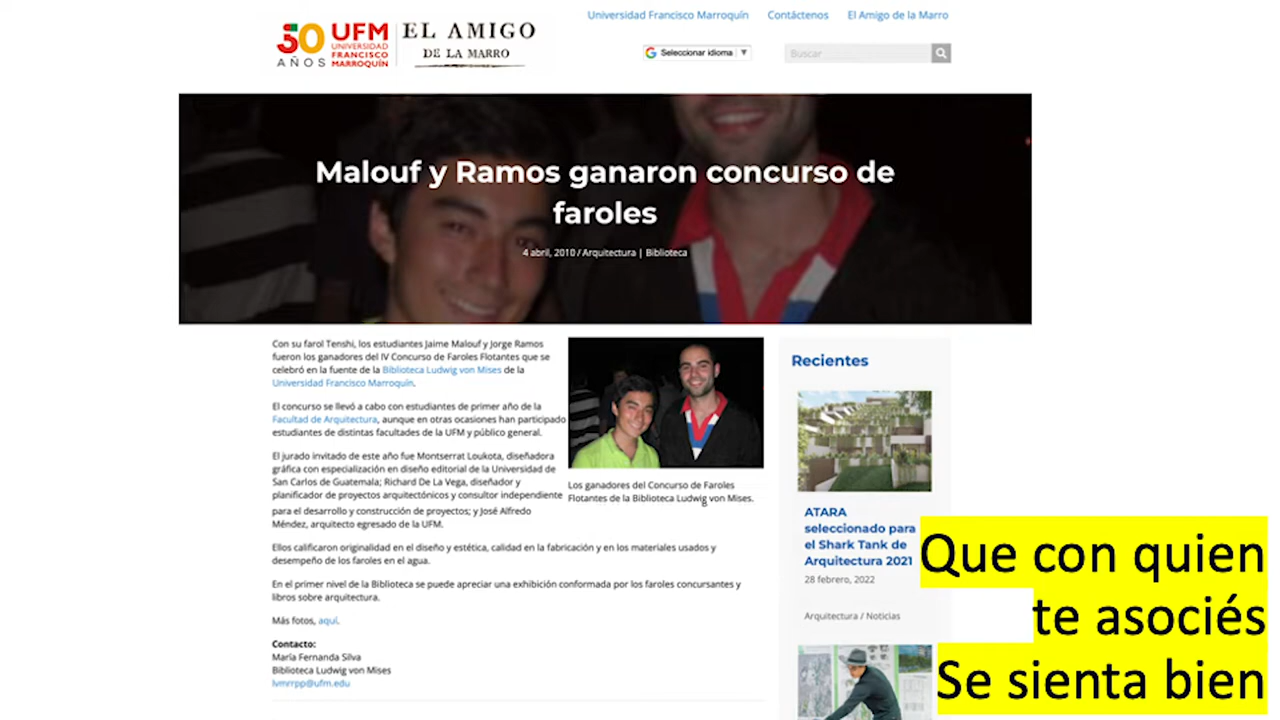 Universidad Francisco Marroquín Contáctenos El Amigo de la Marro
50 AÑOS UFM UNIVERSIDAD FRANCISCO MARROQUÍN
EL AMIGO DE LA MARRO
Seleccionar idioma ▼
Buscar
Malouf y Ramos ganaron concurso de
faroles
4 abril, 2010 / Arquitectura | Biblioteca
Con su farol Tenshi, los estudiantes Jaime Malouf y Jorge Ramos
fueron los ganadores del IV Concurso de Faroles Flotantes que se
celebró en la fuente de la Biblioteca Ludwig von Mises de la
Universidad Francisco Marroquín.
El concurso se llevó a cabo con estudiantes de primer año de la
Facultad de Arquitectura, aunque en otras ocasiones han participado
estudiantes de distintas facultades de la UFM y público general.
El jurado invitado de este año fue Montserrat Loukota, diseñadora
gráfica con especialización en diseño editorial de la Universidad de
San Carlos de Guatemala; Richard De La Vega, diseñador y
planificador de proyectos arquitectónicos y consultor independiente
para el desarrollo y construcción de proyectos; y José Alfredo
Méndez, arquitecto egresado de la UFM.
Ellos calificaron originalidad en el diseño y estética, calidad en la fabricación y en los materiales usados y
desempeño de los faroles en el agua.
En el primer nivel de la Biblioteca se puede apreciar una exhibición conformada por los faroles concursantes y
libros sobre arquitectura.
Más fotos, aquí.
Contacto:
María Fernanda Silva
Biblioteca Ludwig von Mises
lvmrrpp@ufm.edu
Los ganadores del Concurso de Faroles
Flotantes de la Biblioteca Ludwig von Mises.
Recientes
ATARA
seleccionado para
el Shark Tank de
Arquitectura 2021
28 febrero, 2022
Arquitectura / Noticias
Que con quien
te asociés
Se sienta bien